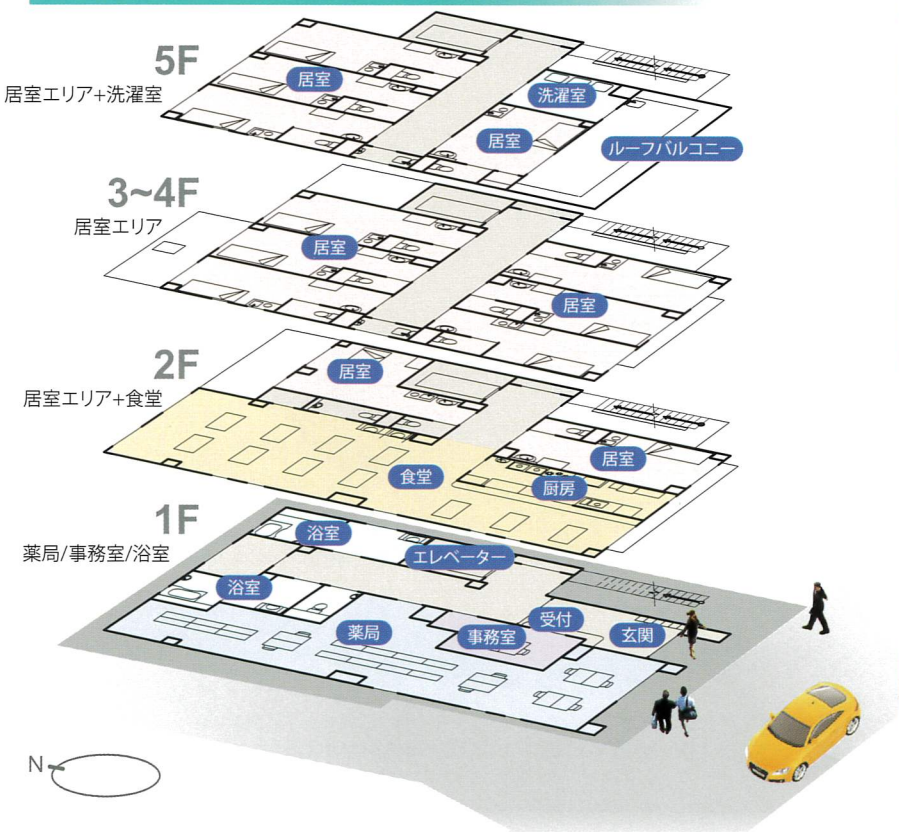 5F
居室エリア+洗濯室
居室
洗濯室
居室
ルーフバルコニー
3~4F
居室エリア
居室
居室
2F
居室エリア+食堂
居室
居室
食堂
厨房
1F
薬局/事務室/浴室
浴室
エレベーター
浴室
受付
薬局
事務室
玄関
N